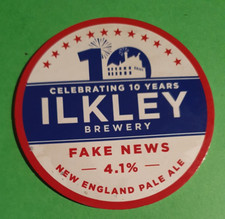 10
CELEBRATING 10 YEARS
ILKLEY
BREWERY
FAKE NEWS
— 4.1% —
NEW ENGLAND PALE ALE